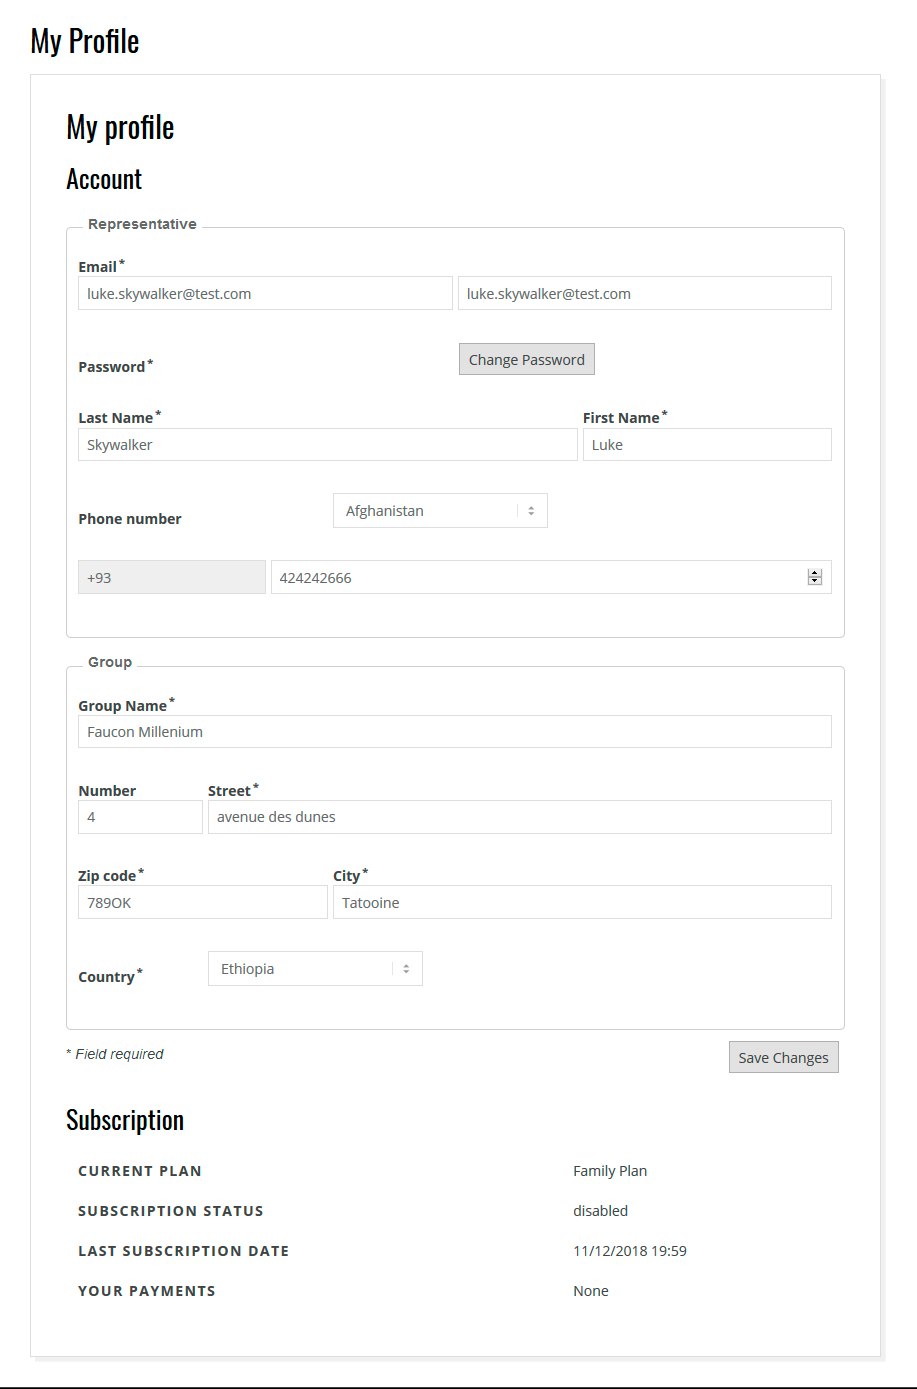 My Profile
My profile
Account
Representative
Email*
luke.skywalker@test.com luke.skywalker@test.com
Password* Change Password
Last Name* First Name*
Skywalker Luke
Phone number Afghanistan
+93 424242666
Group
Group Name*
Faucon Millenium
Number Street*
4 avenue des dunes
Zip code* City*
789OK Tatooine
Country* Ethiopia
* Field required Save Changes
Subscription
CURRENT PLAN Family Plan
SUBSCRIPTION STATUS disabled
LAST SUBSCRIPTION DATE 11/12/2018 19:59
YOUR PAYMENTS None